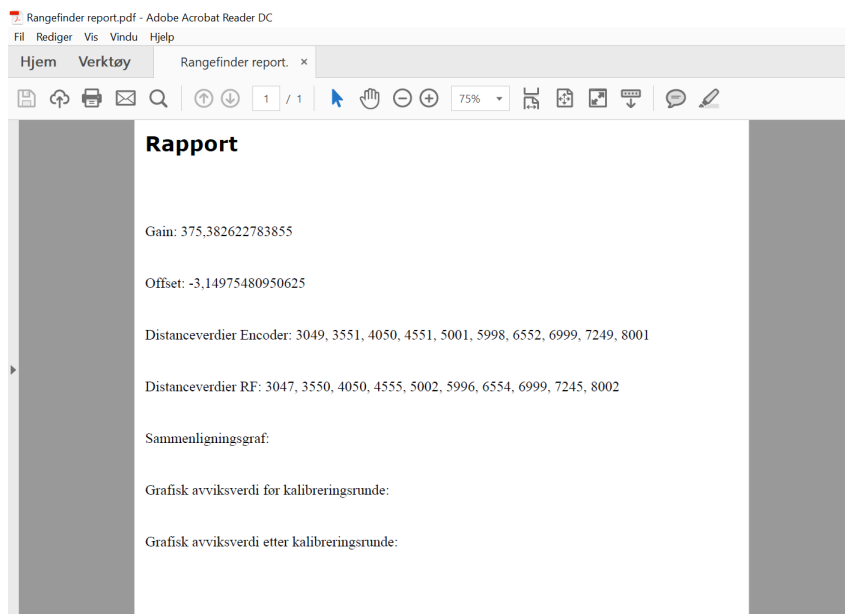 Rangefinder report.pdf - Adobe Acrobat Reader DC
Fil Rediger Vis Vindu Hjelp
Hjem Verktøy Rangefinder report. ×
1 / 1 75%
Rapport
Gain: 375,382622783855
Offset: -3,14975480950625
Distanceverdier Encoder: 3049, 3551, 4050, 4551, 5001, 5998, 6552, 6999, 7249, 8001
Distanceverdier RF: 3047, 3550, 4050, 4555, 5002, 5996, 6554, 6999, 7245, 8002
Sammenligningsgraf:
Grafisk avviksverdi før kalibreringsrunde:
Grafisk avviksverdi etter kalibreringsrunde: